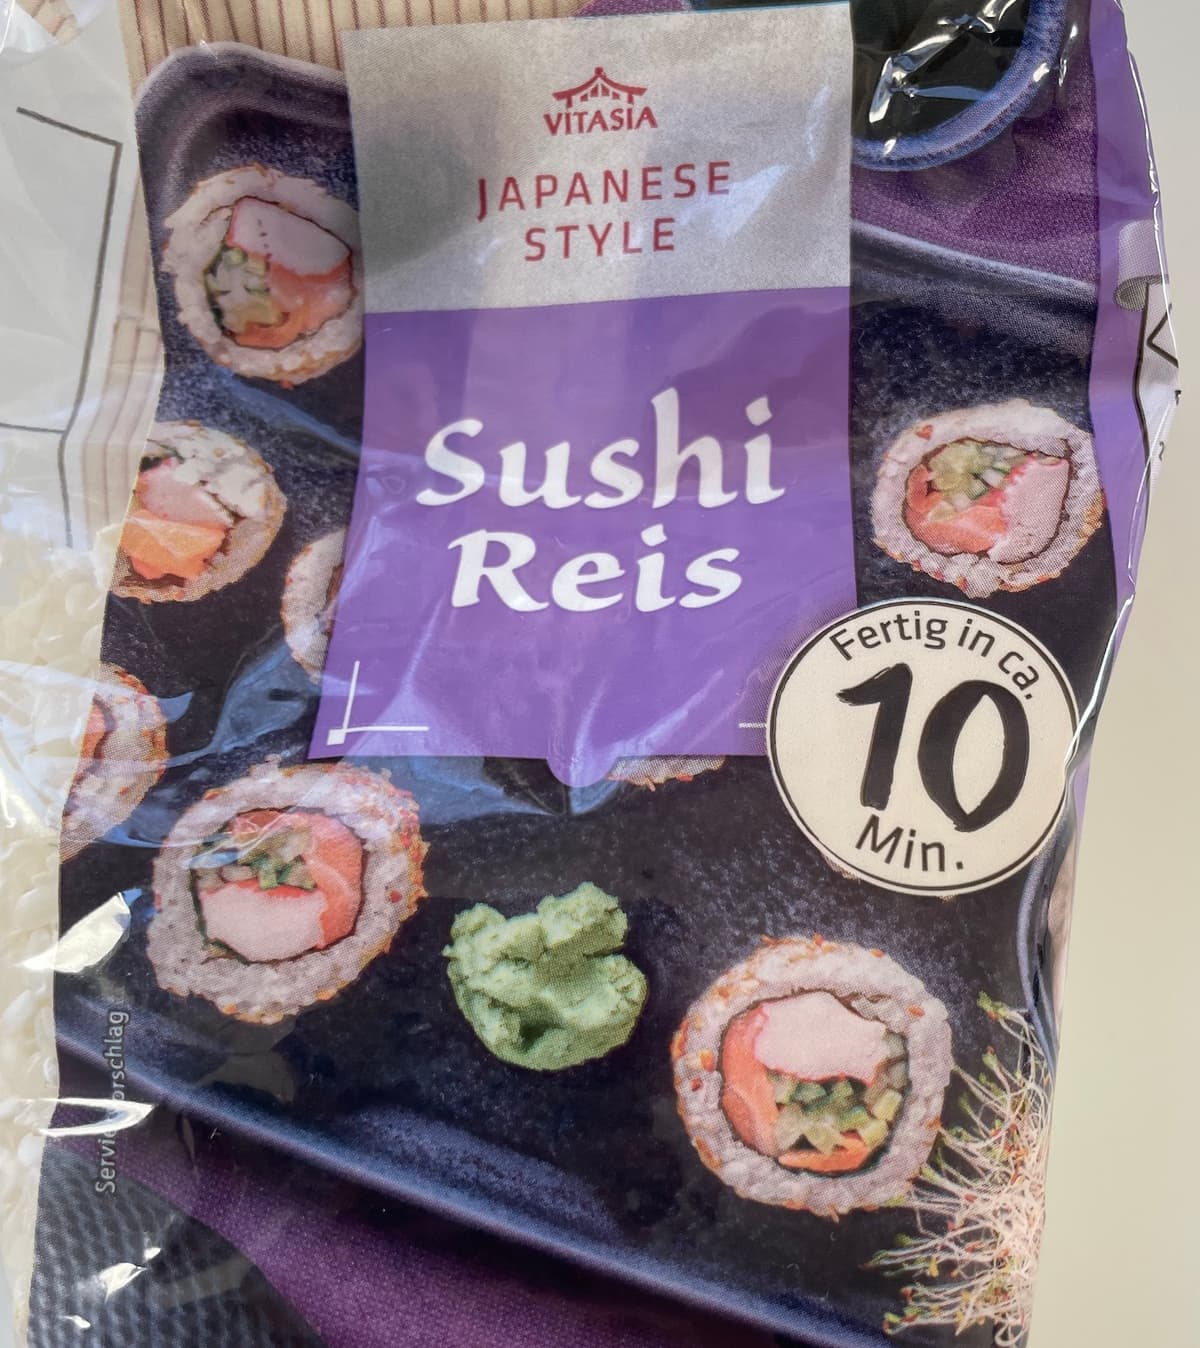 VITASIA
JAPANESE
STYLE
Sushi
Reis
Fertig in ca.
10
Min.